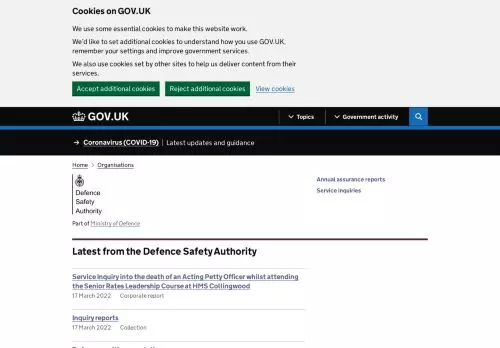 Cookies on GOV.UK
We use some essential cookies to make this website work.
We'd like to set additional cookies to understand how you use GOV.UK,
remember your settings and improve government services.
We also use cookies set by other sites to help us deliver content from their
services.
Accept additional cookies Reject additional cookies View cookies
GOV.UK Topics Government activity
Coronavirus (COVID-19) Latest updates and guidance
Home Organisations
Annual assurance reports
Defence
Service inquiries
Safety
Authority
Part of Ministry of Defence
Latest from the Defence Safety Authority
Service Inquiry into the death of an Acting Petty Officer whilst attending
the Senior Rates Leadership Course at HMS Collingwood
17 March 2022 Corporate report
Inquiry reports
17 March 2022 Collection